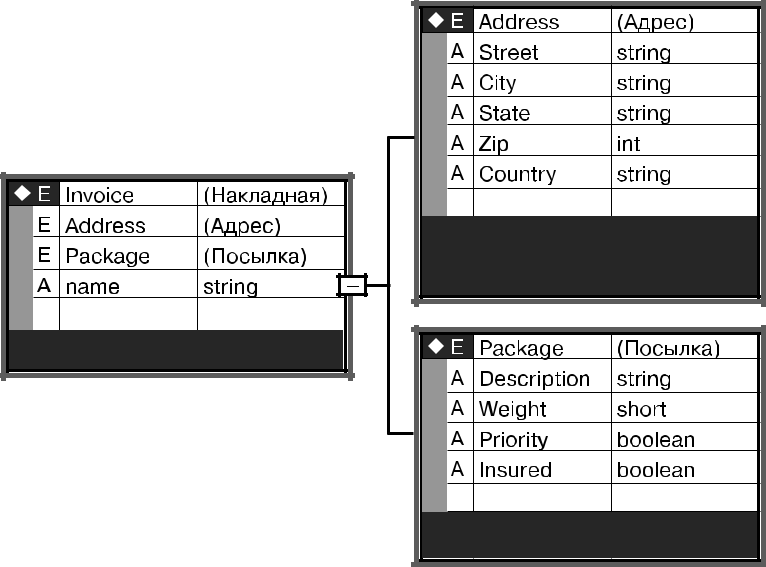 E Invoice (Накладная)
E Address (Адрес)
E Package (Посылка)
A name string
E Address (Адрес)
A Street string
A City string
A State string
A Zip int
A Country string
E Package (Посылка)
A Description string
A Weight short
A Priority boolean
A Insured boolean